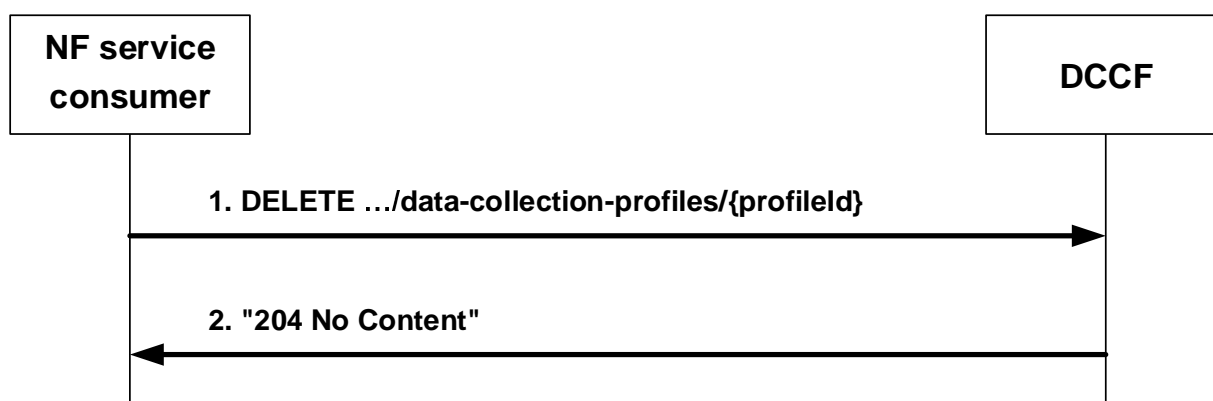 NF service
consumer
DCCF
1. DELETE …/data-collection-profiles/{profileId}
2. "204 No Content"